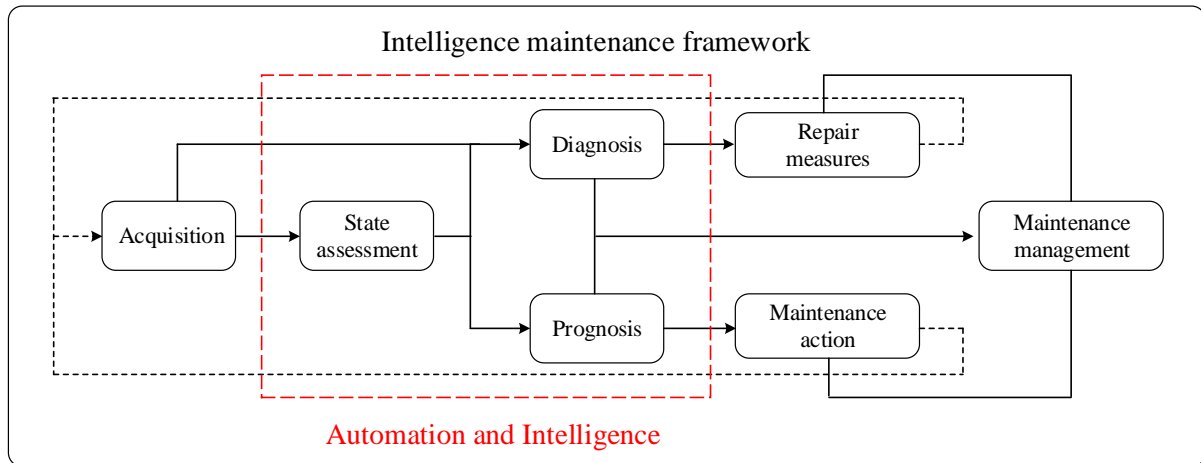 Intelligence maintenance framework
Diagnosis
Repair
measures
Acquisition
State
assessment
Maintenance
management
Prognosis
Maintenance
action
Automation and Intelligence